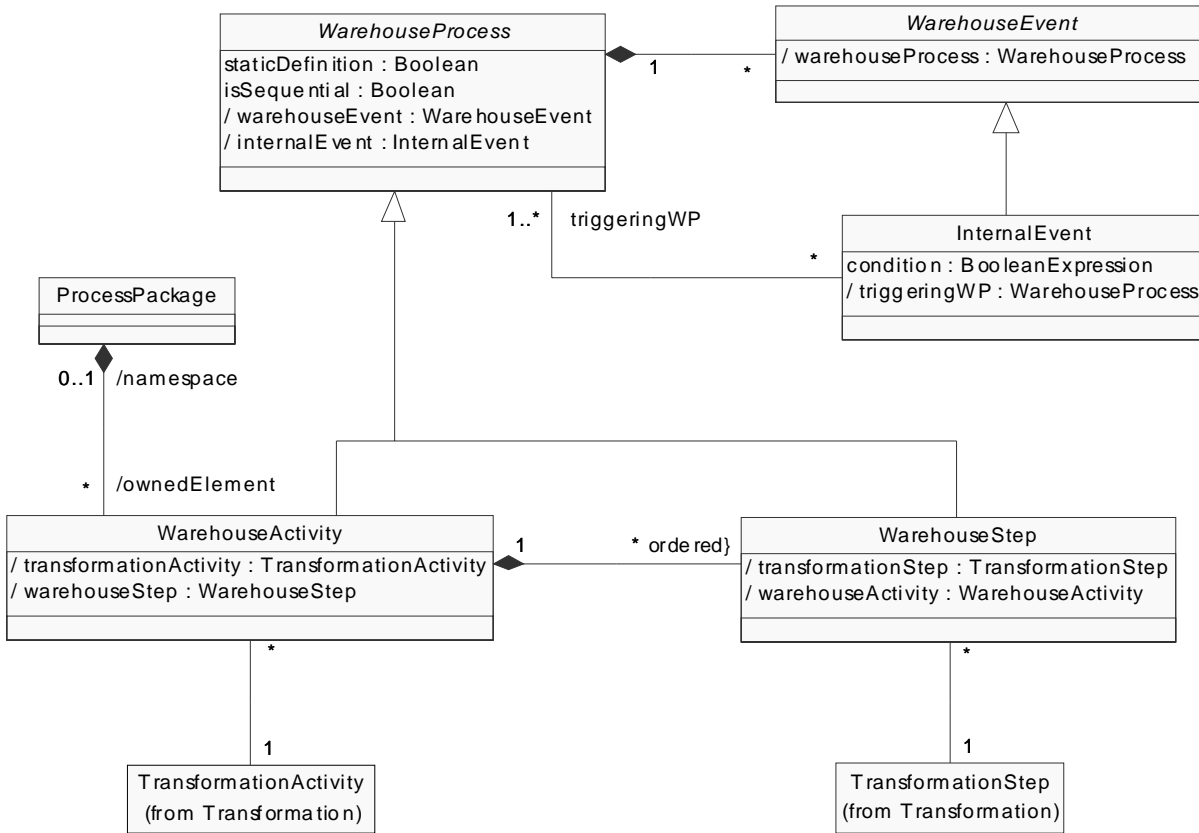 WarehouseProcess
staticDefinition : Boolean
isSequential : Boolean
/ warehouseEvent : WarehouseEvent
/ internalEvent : InternalEvent
1
*
WarehouseEvent
/ warehouseProcess : WarehouseProcess
1..*
triggeringWP
*
InternalEvent
condition : BooleanExpression
/ triggeringWP : WarehouseProcess
ProcessPackage
0..1
/namespace
*
/ownedElement
WarehouseActivity
/ transformationActivity : TransformationActivity
/ warehouseStep : WarehouseStep
1
* ordered}
WarehouseStep
/ transformationStep : TransformationStep
/ warehouseActivity : WarehouseActivity
*
1
TransformationActivity
(from Transformation)
*
1
TransformationStep
(from Transformation)